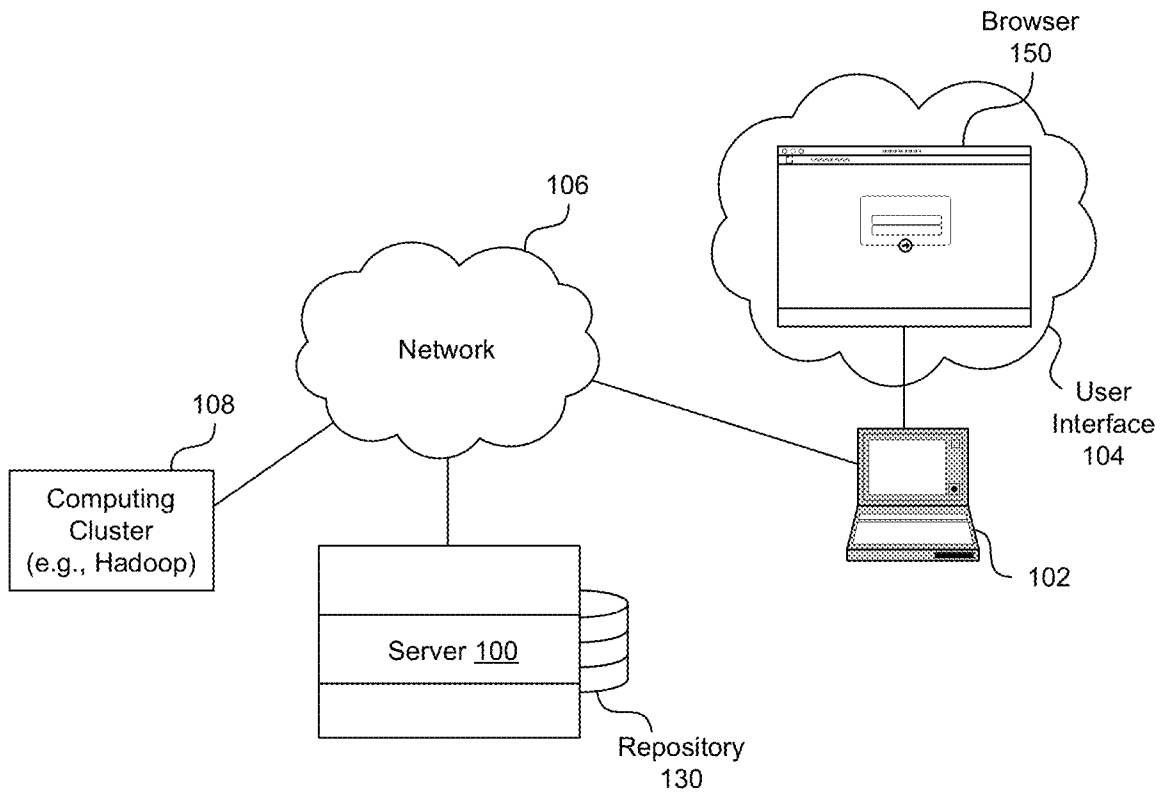 Browser
150
106
Network
User
Interface
104
108
Computing
Cluster
(e.g., Hadoop)
102
Server 100
Repository
130